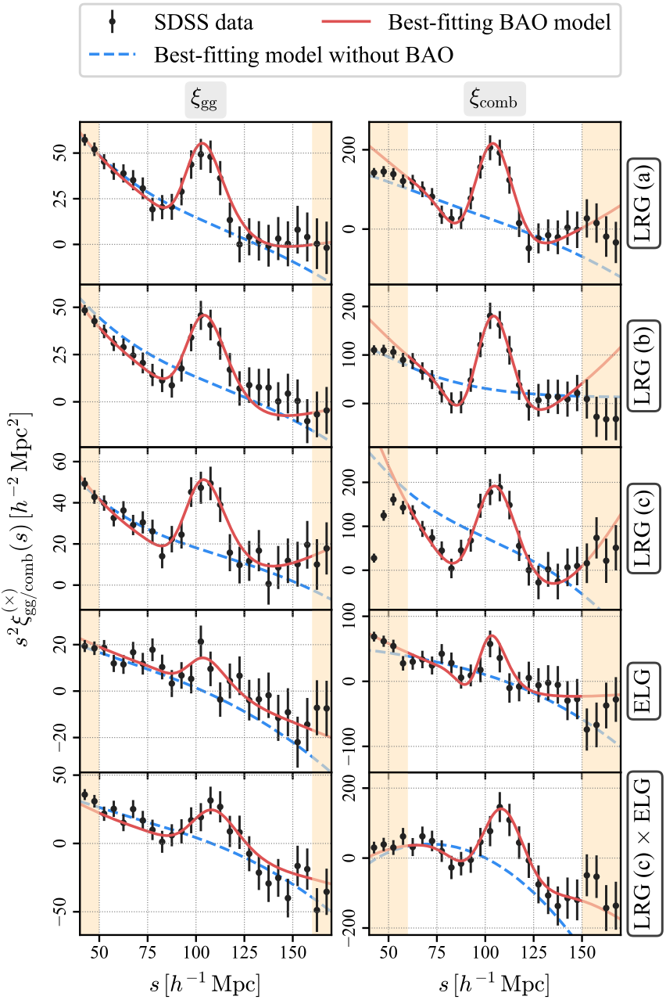 SDSS data
Best-fitting BAO model
Best-fitting model without BAO
ξgg
ξcomb
50
25
0
200
0
LRG (a)
50
25
0
200
100
0
LRG (b)
60
40
20
0
200
100
0
LRG (c)
20
0
−20
100
0
−100
ELG
50
0
−50
200
0
−200
LRG (c) × ELG
50 75 100 125 150
50 75 100 125 150
s [h⁻¹ Mpc]
s [h⁻¹ Mpc]
s²ξ^(×)_gg/comb(s) [h⁻² Mpc²]